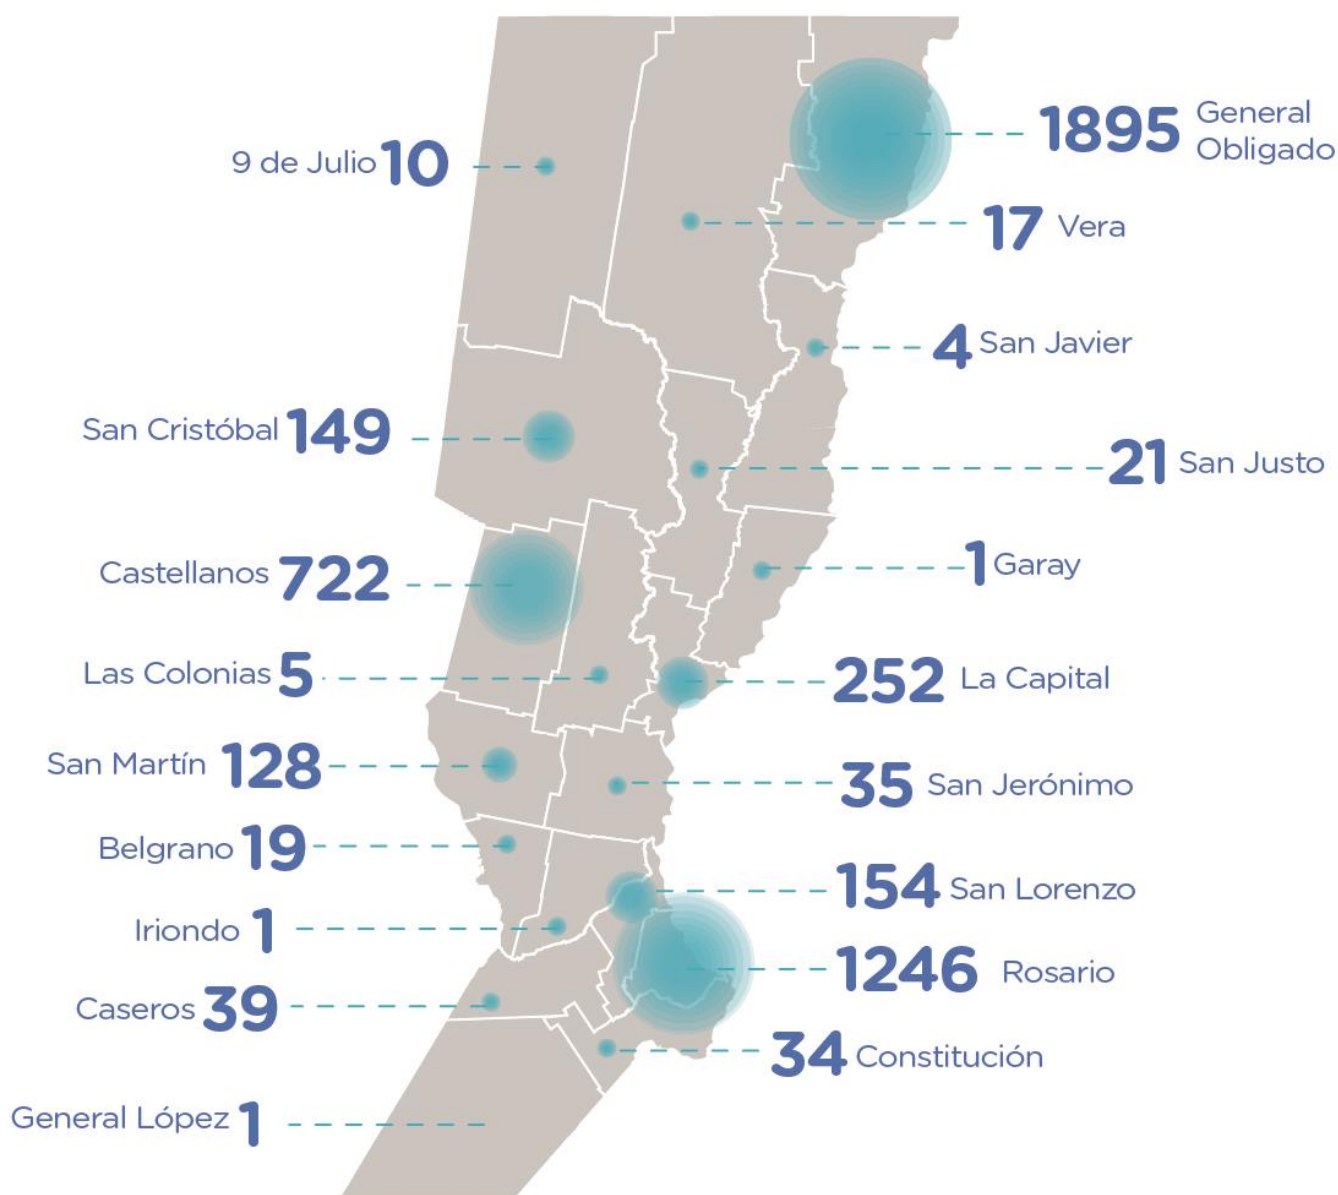 1895 General
Obligado
9 de Julio 10
17 Vera
4 San Javier
San Cristóbal 149
21 San Justo
Castellanos 722
1 Garay
Las Colonias 5
252 La Capital
San Martín 128
35 San Jerónimo
Belgrano 19
154 San Lorenzo
Iriondo 1
1246 Rosario
Caseros 39
34 Constitución
General López 1